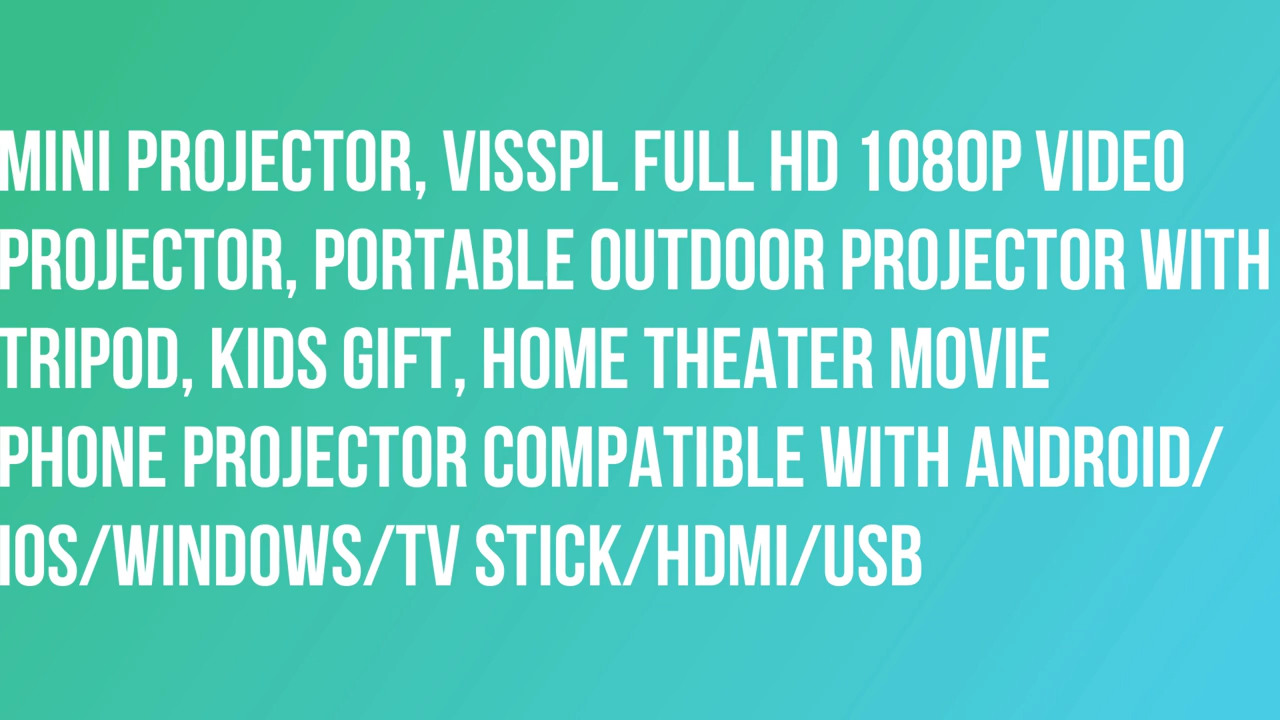 MINI PROJECTOR, VISSPL FULL HD 1080P VIDEO
PROJECTOR, PORTABLE OUTDOOR PROJECTOR WITH
TRIPOD, KIDS GIFT, HOME THEATER MOVIE
PHONE PROJECTOR COMPATIBLE WITH ANDROID/
IOS/WINDOWS/TV STICK/HDMI/USB